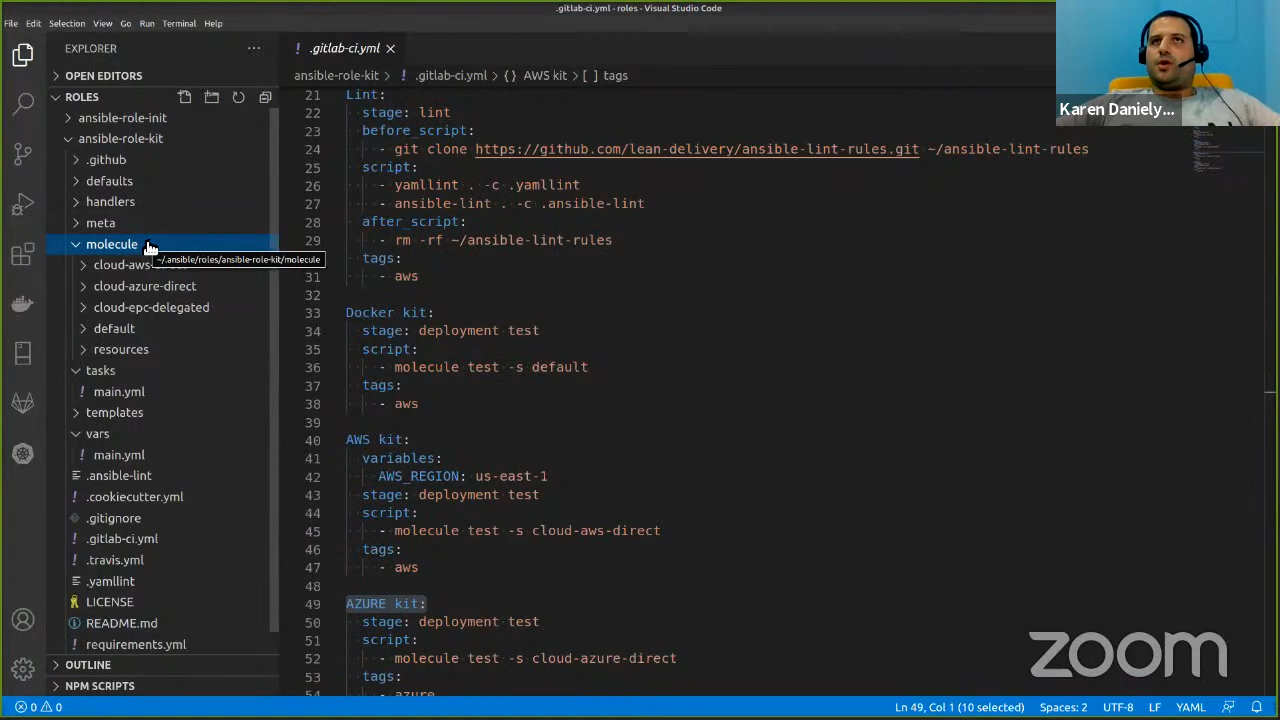 .gitlab-ci.yml - roles - Visual Studio Code
File Edit Selection View Go Run Terminal Help
EXPLORER
OPEN EDITORS
ROLES
ansible-role-init
ansible-role-kit
.github
defaults
handlers
meta
molecule
~/.ansible/roles/ansible-role-kit/molecule
cloud-aws-direct
cloud-azure-direct
cloud-epc-delegated
default
resources
tasks
main.yml
templates
vars
main.yml
.ansible-lint
.cookiecutter.yml
.gitignore
.gitlab-ci.yml
.travis.yml
.yamllint
LICENSE
README.md
requirements.yml
OUTLINE
NPM SCRIPTS
! .gitlab-ci.yml
ansible-role-kit > ! .gitlab-ci.yml > {} AWS kit > [ ] tags
21 Lint:
22 stage: lint
23 before_script:
24 - git clone https://github.com/lean-delivery/ansible-lint-rules.git ~/ansible-lint-rules
25 script:
26 - yamllint . -c .yamllint
27 - ansible-lint . -c .ansible-lint
28 after_script:
29 - rm -rf ~/ansible-lint-rules
30 tags:
31 - aws
32
33 Docker kit:
34 stage: deployment test
35 script:
36 - molecule test -s default
37 tags:
38 - aws
39
40 AWS kit:
41 variables:
42 AWS_REGION: us-east-1
43 stage: deployment test
44 script:
45 - molecule test -s cloud-aws-direct
46 tags:
47 - aws
48
49 AZURE kit:
50 stage: deployment test
51 script:
52 - molecule test -s cloud-azure-direct
53 tags:
54 - azure
Karen Daniely...
zoom
0 0 Ln 49, Col 1 (10 selected) Spaces: 2 UTF-8 LF YAML